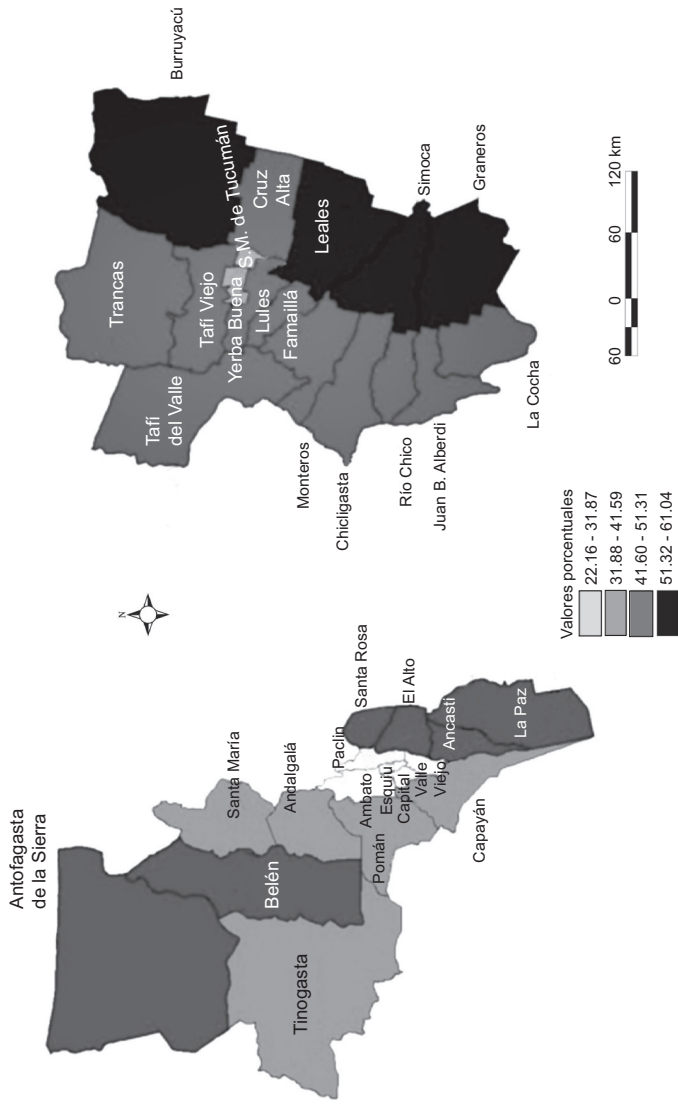 Antofagasta
de la Sierra
Santa María
Andalgalá
Belén
Tinogasta
Paclín
Santa Rosa
El Alto
Ambato
Esquiú
Capital
Valle
Viejo
Pomán
Ancasti
La Paz
Capayán
N
Burruyacú
Trancas
Tafí
del Valle
Tafí Viejo
Yerba Buena
S.M. de Tucumán
Cruz
Alta
Lules
Famaillá
Leales
Monteros
Simoca
Chicligasta
Graneros
Río Chico
Juan B. Alberdi
La Cocha
Valores porcentuales
22.16 - 31.87
31.88 - 41.59
41.60 - 51.31
51.32 - 61.04
60 0 60 120 km